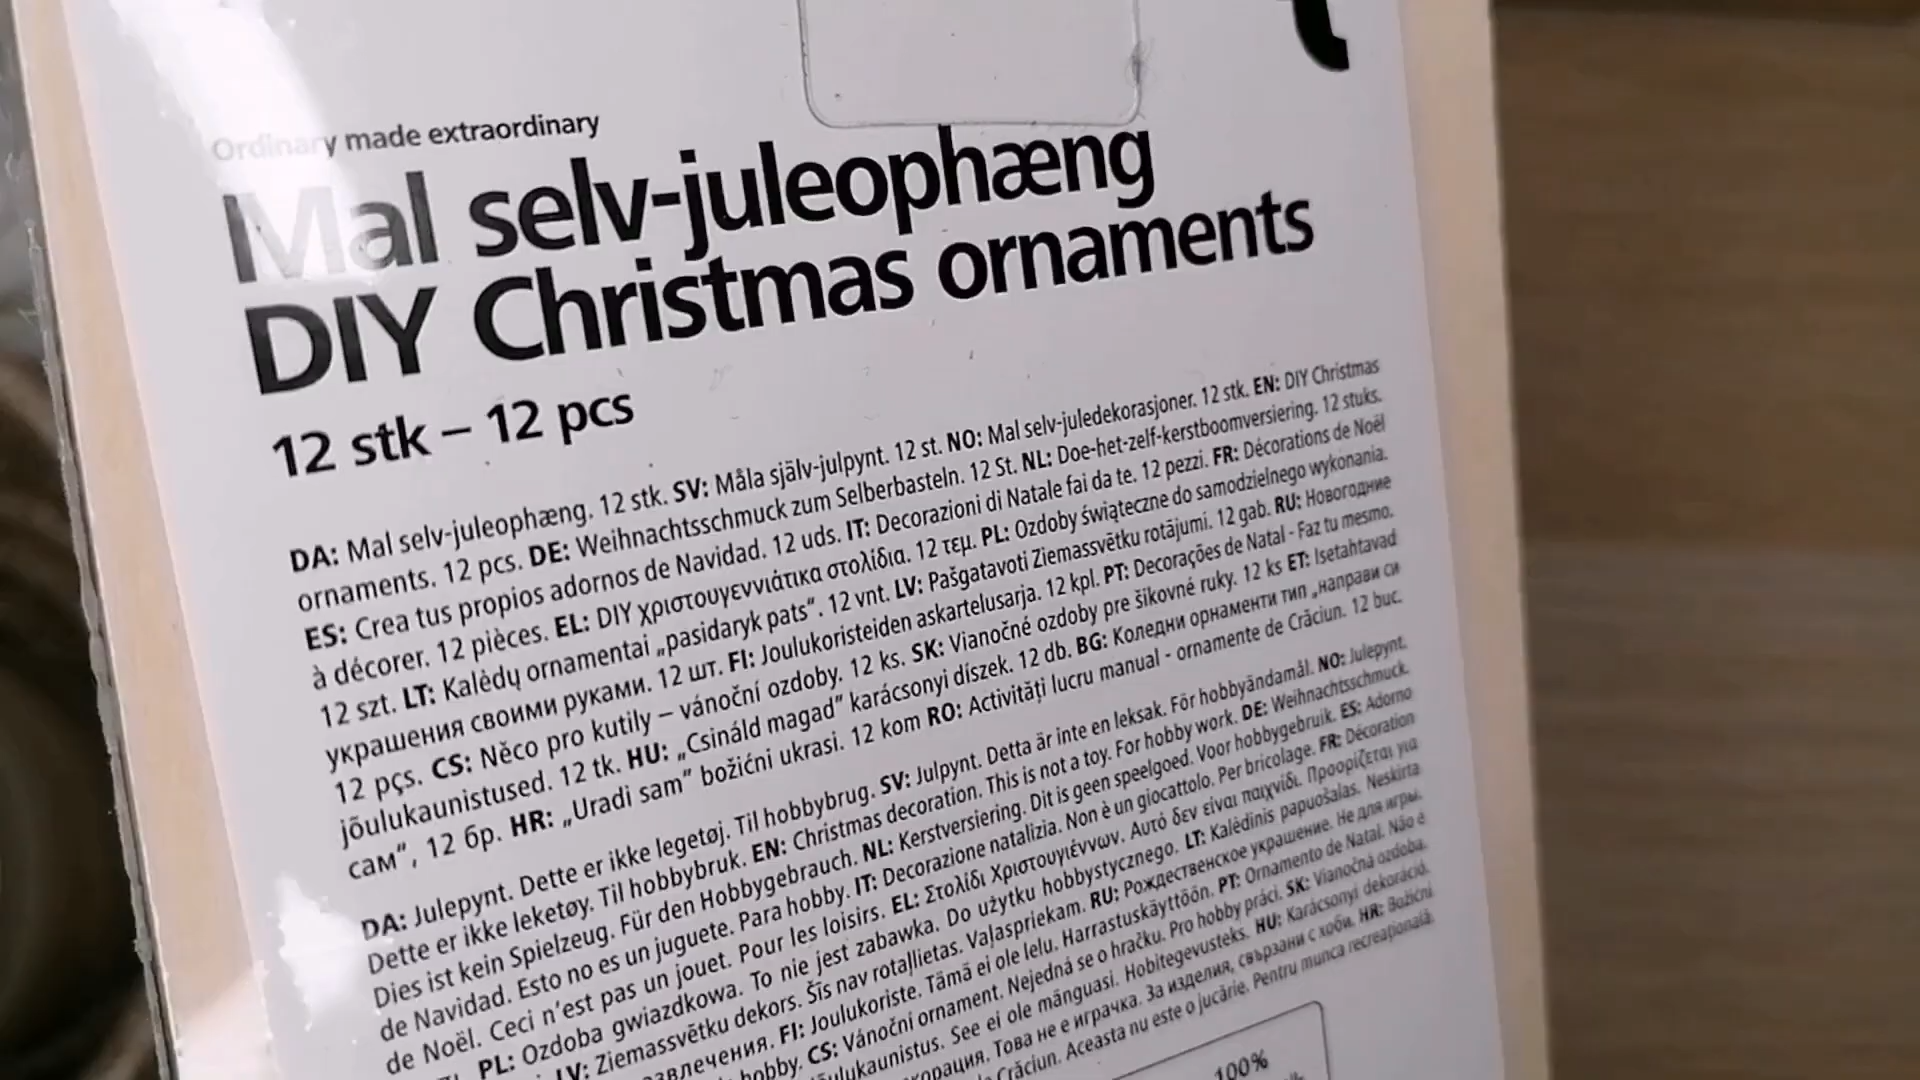 Ordinary made extraordinary
Mal selv-juleophæng
DIY Christmas ornaments
12 stk – 12 pcs
DA: Mal selv-juleophæng. 12 stk. SV: Måla själv-julpynt. 12 st. NO: Mal selv-juledekorasjoner. 12 stk. EN: DIY Christmas
ornaments. 12 pcs. DE: Weihnachtsschmuck zum Selberbasteln. 12 St. NL: Doe-het-zelf-kerstboomversiering. 12 stuks.
ES: Crea tus propios adornos de Navidad. 12 uds. IT: Decorazioni di Natale fai da te. 12 pezzi. FR: Décorations de Noël
à décorer. 12 pièces. EL: DIY χριστουγεννιάτικα στολίδια. 12 τεμ. PL: Ozdoby świąteczne do samodzielnego wykonania.
12 szt. LT: Kalėdų ornamentai „pasidaryk pats“. 12 vnt. LV: Pašgatavoti Ziemassvētku rotājumi. 12 gab. RU: Новогодние
украшения своими руками. 12 шт. FI: Joulukoristeiden askartelusarja. 12 kpl. PT: Decorações de Natal - Faz tu mesmo.
12 pçs. CS: Něco pro kutily – vánoční ozdoby. 12 ks. SK: Vianočné ozdoby pre šikovné ruky. 12 ks ET: Isetahtavad
jõulukaunistused. 12 tk. HU: „Csináld magad” karácsonyi díszek. 12 db. BG: Коледни орнаменти тип „направи си
сам“, 12 бр. HR: „Uradi sam” božićni ukrasi. 12 kom RO: Activități lucru manual - ornamente de Crăciun. 12 buc.
DA: Julepynt. Dette er ikke legetøj. Til hobbybrug. SV: Julpynt. Detta är inte en leksak. För hobbyändamål. NO: Julepynt.
Dette er ikke leketøy. Til hobbybruk. EN: Christmas decoration. This is not a toy. For hobby work. DE: Weihnachtsschmuck.
Dies ist kein Spielzeug. Für den Hobbygebrauch. NL: Kerstversiering. Dit is geen speelgoed. Voor hobbygebruik. ES: Adorno
de Navidad. Esto no es un juguete. Para hobby. IT: Decorazione natalizia. Non è un giocattolo. Per bricolage. FR: Décoration
de Noël. Ceci n’est pas un jouet. Pour les loisirs. EL: Στολίδι Χριστουγέννων. Αυτό δεν είναι παιχνίδι. Προορίζεται για
PL: Ozdoba gwiazdkowa. To nie jest zabawka. Do użytku hobbystycznego. LT: Kalėdinis papuošalas. Neskirta
LV: Ziemassvētku dekors. Šīs nav rotaļlietas. Vaļaspriekam. RU: Рождественское украшение. Не для игры.
FI: Joulukoriste. Tämä ei ole lelu. Harrastuskäyttöön. PT: Ornamento de Natal. Não é
hobby. CS: Vánoční ornament. Nejedná se o hračku. Pro hobby práci. SK: Vianočná ozdoba.
See ei ole mänguasi. Hobitegevusteks. HU: Karácsonyi dekoráció.
Това не е играчка. За изделия, свързани с хоби. HR: Božićni
Crăciun. Aceasta nu este o jucărie. Pentru munca recreațională.
100%